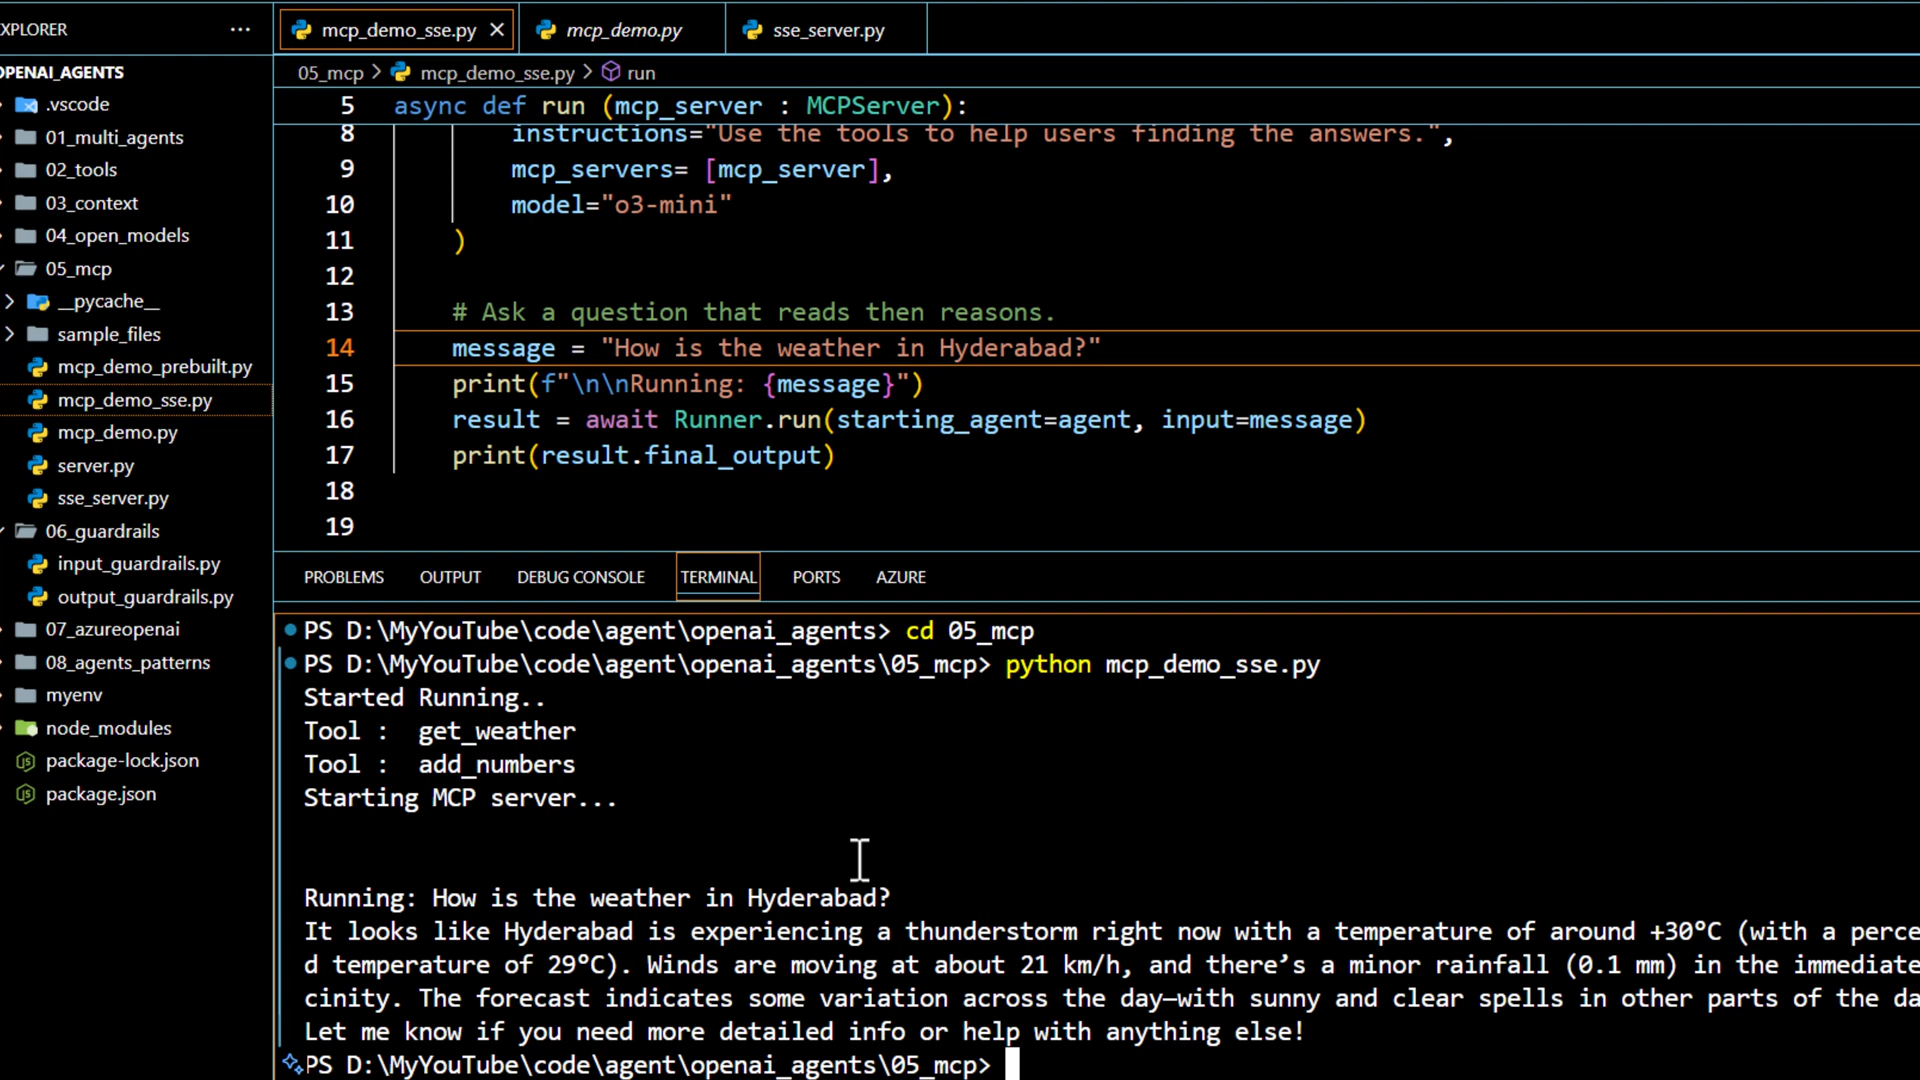 EXPLORER
...
OPENAI_AGENTS
.vscode
01_multi_agents
02_tools
03_context
04_open_models
05_mcp
__pycache__
sample_files
mcp_demo_prebuilt.py
mcp_demo_sse.py
mcp_demo.py
server.py
sse_server.py
06_guardrails
input_guardrails.py
output_guardrails.py
07_azureopenai
08_agents_patterns
myenv
node_modules
package-lock.json
package.json
mcp_demo_sse.py mcp_demo.py sse_server.py
05_mcp > mcp_demo_sse.py > run
5 async def run (mcp_server : MCPServer):
8 instructions="Use the tools to help users finding the answers.",
9 mcp_servers= [mcp_server],
10 model="o3-mini"
11 )
12
13 # Ask a question that reads then reasons.
14 message = "How is the weather in Hyderabad?"
15 print(f"\n\nRunning: {message}")
16 result = await Runner.run(starting_agent=agent, input=message)
17 print(result.final_output)
18
19
PROBLEMS OUTPUT DEBUG CONSOLE TERMINAL PORTS AZURE
PS D:\MyYouTube\code\agent\openai_agents> cd 05_mcp
PS D:\MyYouTube\code\agent\openai_agents\05_mcp> python mcp_demo_sse.py
Started Running..
Tool : get_weather
Tool : add_numbers
Starting MCP server...
Running: How is the weather in Hyderabad?
It looks like Hyderabad is experiencing a thunderstorm right now with a temperature of around +30°C (with a perce
d temperature of 29°C). Winds are moving at about 21 km/h, and there’s a minor rainfall (0.1 mm) in the immediate
cinity. The forecast indicates some variation across the day—with sunny and clear spells in other parts of the da
Let me know if you need more detailed info or help with anything else!
PS D:\MyYouTube\code\agent\openai_agents\05_mcp>